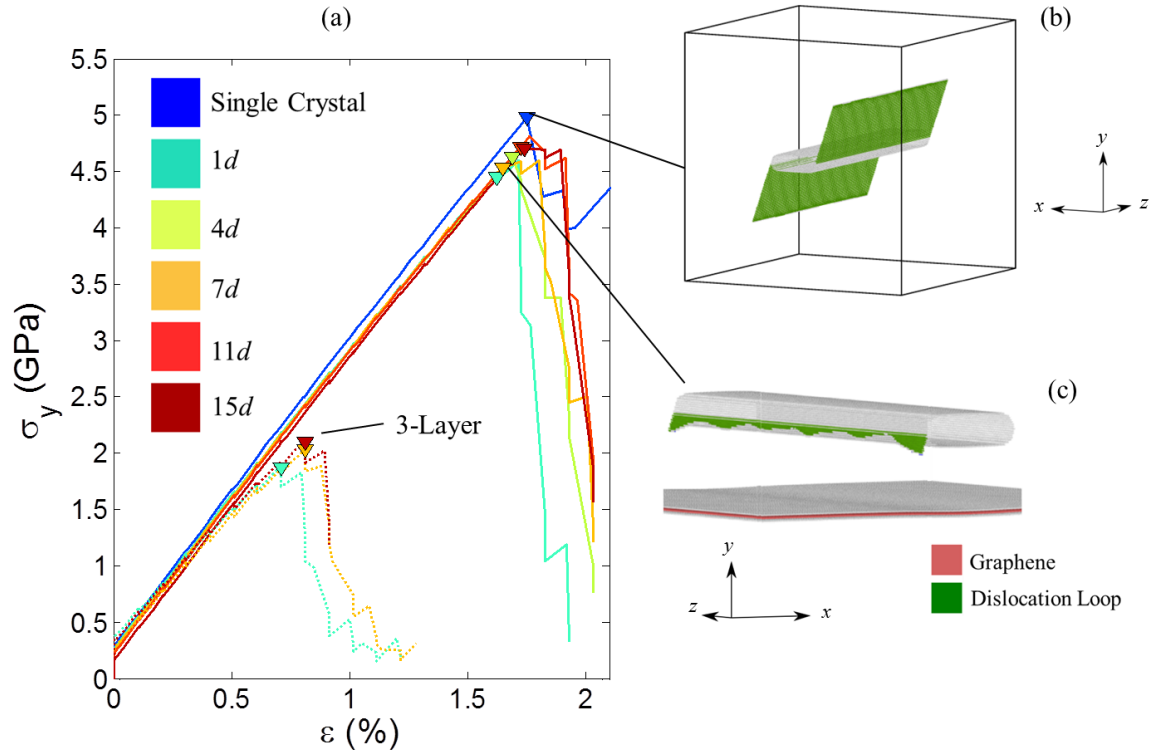 (a)
σy (GPa)
5.5
5
4.5
4
3.5
3
2.5
2
1.5
1
0.5
0
Single Crystal
1d
4d
7d
11d
15d
3-Layer
0
0.5
1
1.5
2
ε (%)
(b)
y
x
z
(c)
y
z
x
Graphene
Dislocation Loop